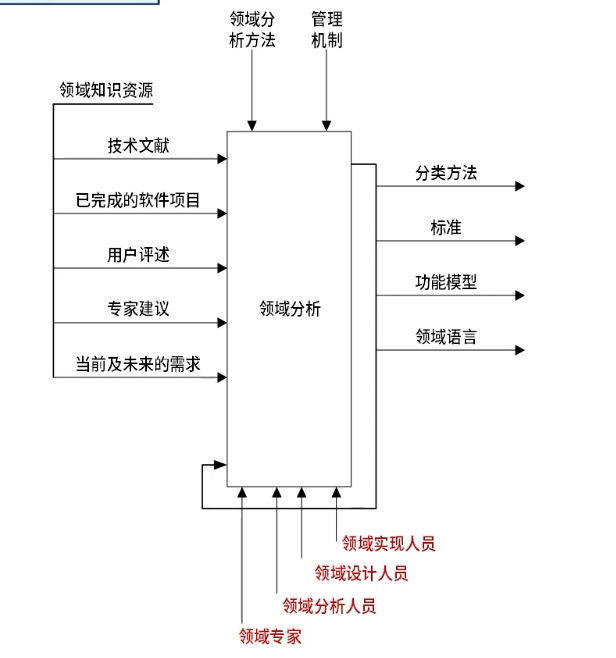 领域分
析方法
管理
机制
领域知识资源
技术文献
已完成的软件项目
用户评述
专家建议
当前及未来的需求
领域分析
分类方法
标准
功能模型
领域语言
领域实现人员
领域设计人员
领域分析人员
领域专家